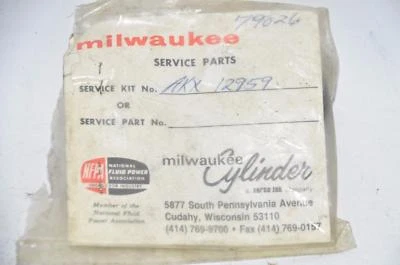 79026
milwaukee
SERVICE PARTS
SERVICE KIT No. AKX 12959
OR
SERVICE PART No.
NFPA
NATIONAL
FLUID POWER
ASSOCIATION
milwaukee
Cylinder
Member of the
National Fluid
Power Association
5877 South Pennsylvania Avenue
Cudahy, Wisconsin 53110
(414) 769-9700 • Fax (414) 769-0157